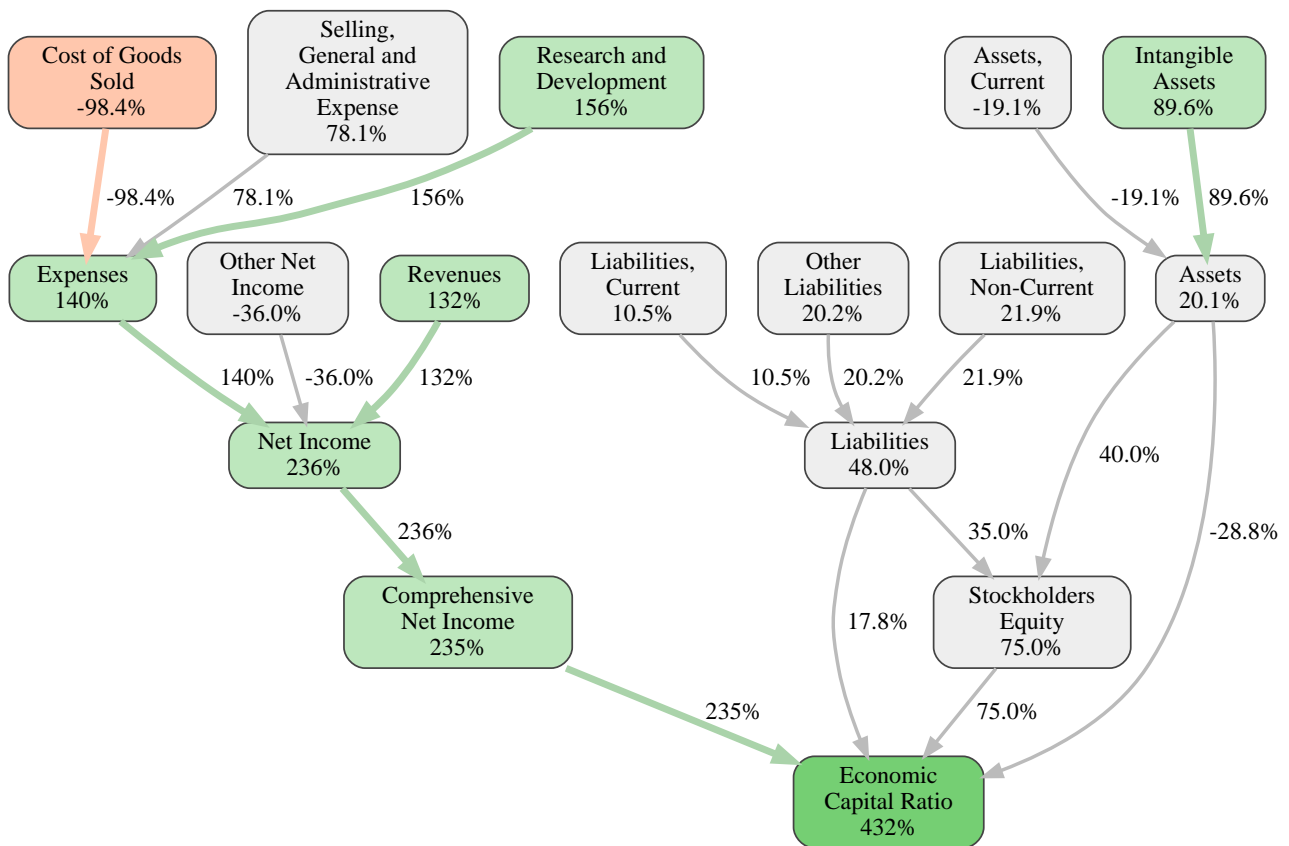 Cost of Goods
Sold
-98.4%
Selling,
General and
Administrative
Expense
78.1%
Research and
Development
156%
Assets,
Current
-19.1%
Intangible
Assets
89.6%
-98.4%
78.1%
156%
-19.1%
89.6%
Expenses
140%
Other Net
Income
-36.0%
Revenues
132%
Liabilities,
Current
10.5%
Other
Liabilities
20.2%
Liabilities,
Non-Current
21.9%
Assets
20.1%
140%
-36.0%
132%
10.5%
20.2%
21.9%
Net Income
236%
Liabilities
48.0%
40.0%
236%
35.0%
-28.8%
Comprehensive
Net Income
235%
17.8%
Stockholders
Equity
75.0%
235%
75.0%
Economic
Capital Ratio
432%